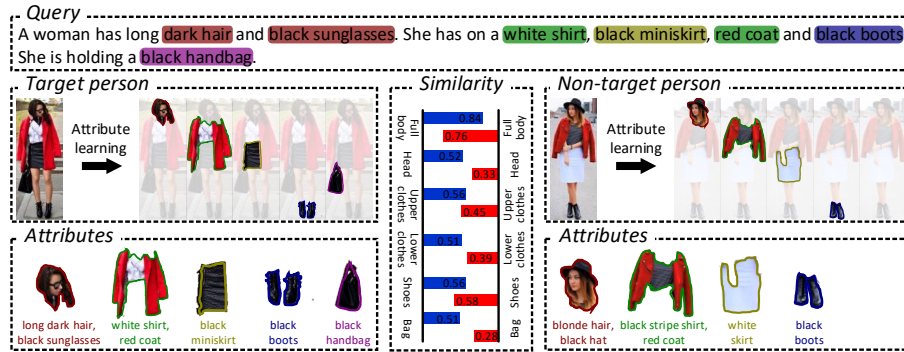 Query
A woman has long dark hair and black sunglasses. She has on a white shirt, black miniskirt, red coat and black boots
She is holding a black handbag.
Target person
Attribute
learning
Attributes
long dark hair,
black sunglasses
white shirt,
red coat
black
miniskirt
black
boots
black
handbag
Similarity
Full
body
0.84
0.76
Full
body
Head
0.52
0.33
Head
Upper
clothes
0.56
0.45
Upper
clothes
Lower
clothes
0.51
0.39
Lower
clothes
Shoes
0.56
0.58
Shoes
Bag
0.51
0.28
Bag
Non-target person
Attribute
learning
Attributes
blonde hair,
black hat
black stripe shirt,
red coat
white
skirt
black
boots